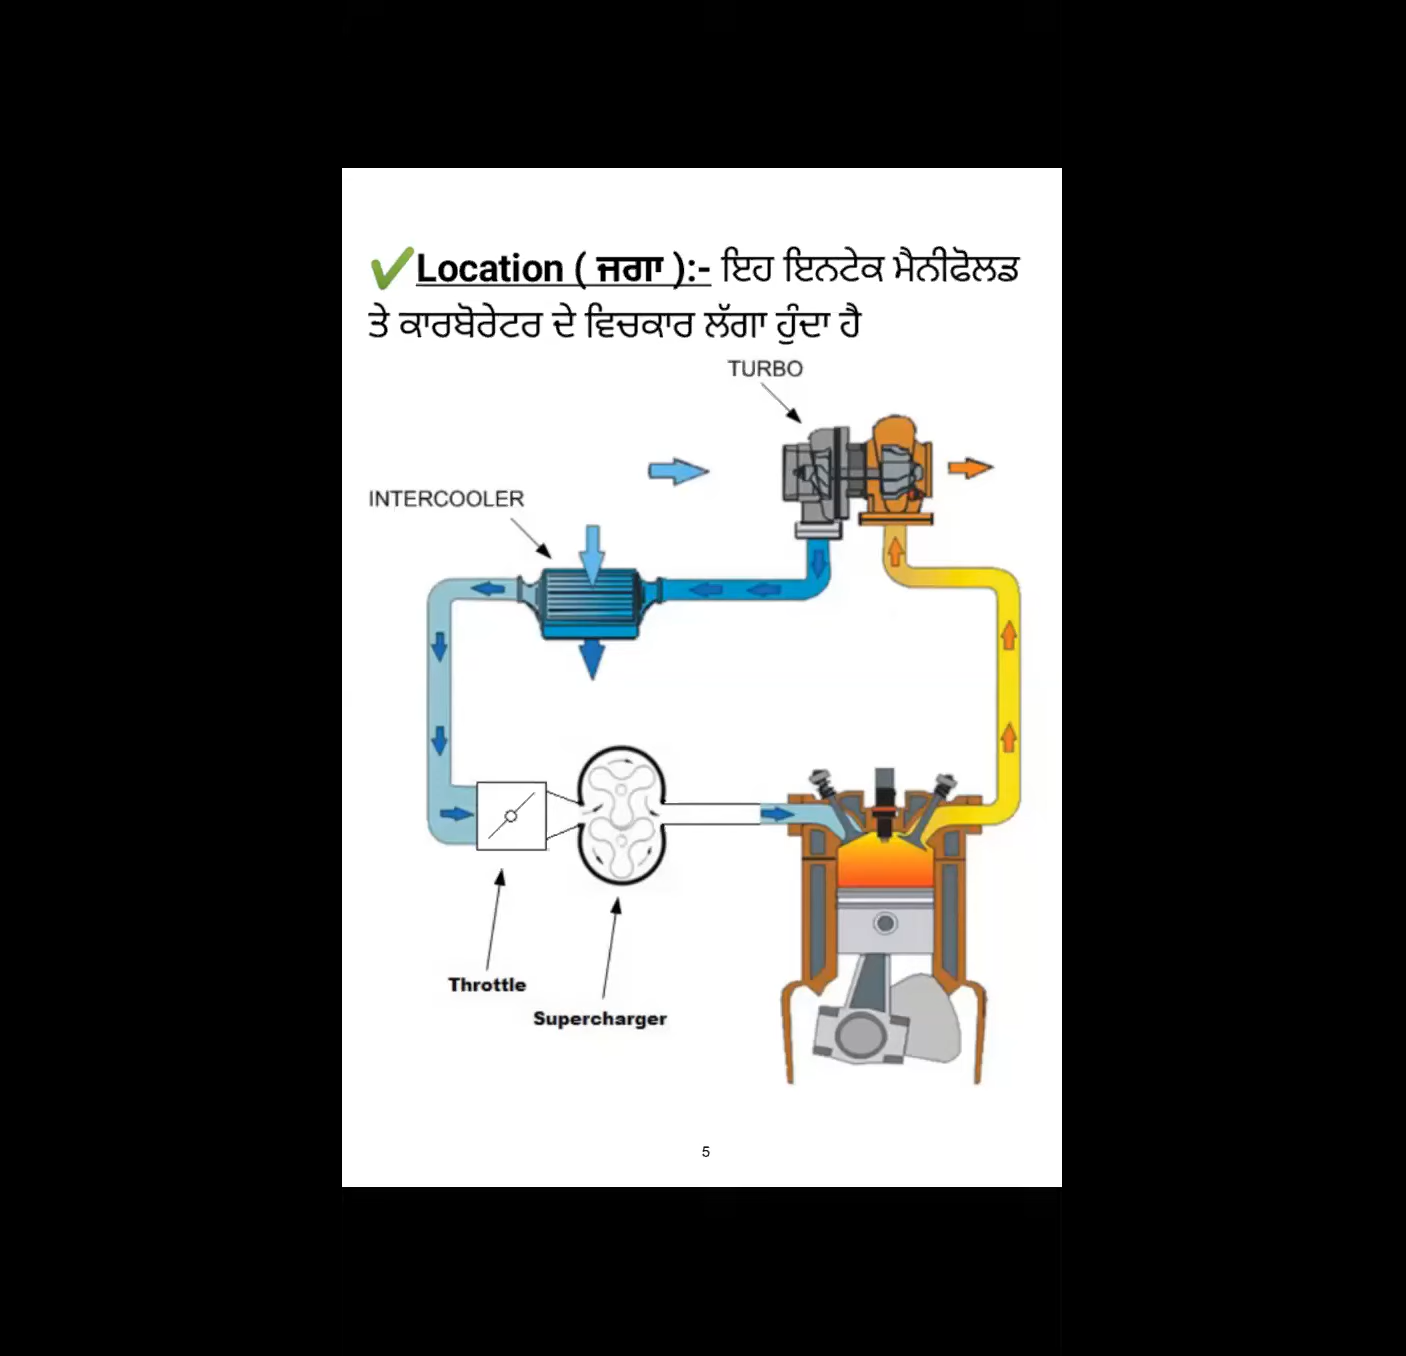 ✔Location ( ਜਗਾ ):- ਇਹ ਇਨਟੇਕ ਮੈਨੀਫੋਲਡ
ਤੇ ਕਾਰਬੋਰੇਟਰ ਦੇ ਵਿਚਕਾਰ ਲੱਗਾ ਹੁੰਦਾ ਹੈ
TURBO
INTERCOOLER
Throttle
Supercharger
5